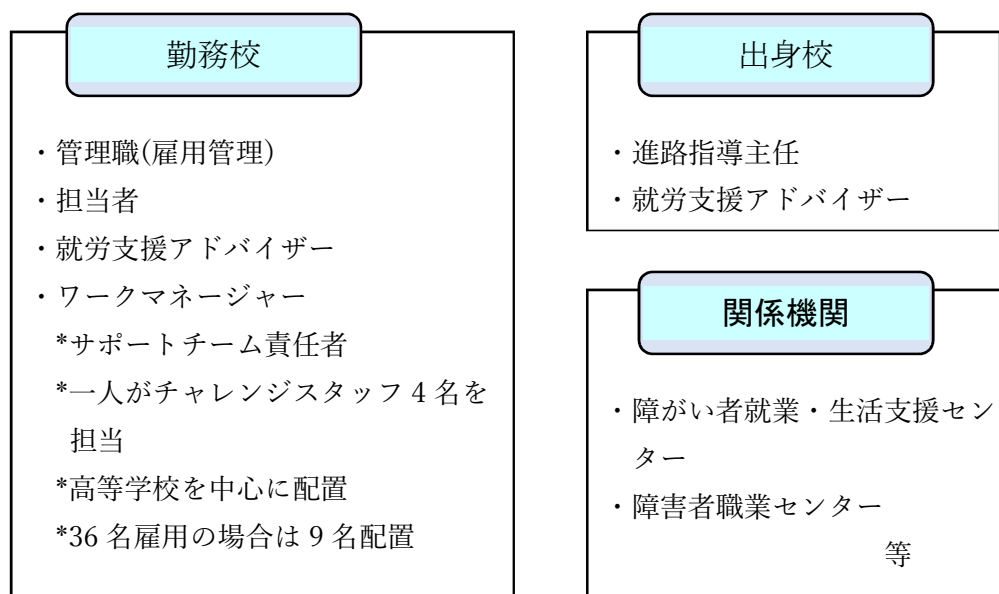 勤務校
・管理職(雇用管理)
・担当者
・就労支援アドバイザー
・ワークマネージャー
*サポートチーム責任者
*一人がチャレンジスタッフ 4 名を
担当
*高等学校を中心に配置
*36 名雇用の場合は 9 名配置
出身校
・進路指導主任
・就労支援アドバイザー
関係機関
・障がい者就業・生活支援セン
ター
・障害者職業センター
等